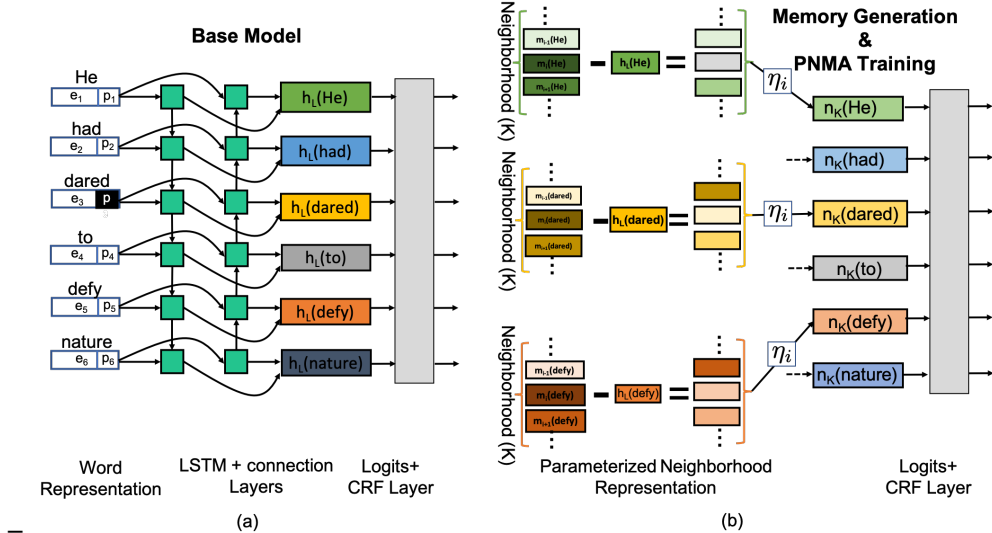 Base Model
He
e1 p1
hL(He)
had
e2 p2
hL(had)
dared
e3 p
3
hL(dared)
to
e4 p4
hL(to)
defy
e5 p5
hL(defy)
nature
e6 p6
hL(nature)
Word
Representation
LSTM + connection
Layers
Logits+
CRF Layer
(a)
Memory Generation
&
PNMA Training
Neighborhood (K)
mi-1(He)
mi(He)
mi+1(He)
hL(He)
ηi
nK(He)
nK(had)
Neighborhood (K)
mi-1(dared)
mi(dared)
mi+1(dared)
hL(dared)
ηi
nK(dared)
nK(to)
Neighborhood (K)
mi-1(defy)
mi(defy)
mi+1(defy)
hL(defy)
ηi
nK(defy)
nK(nature)
Parameterized Neighborhood
Representation
Logits+
CRF Layer
(b)